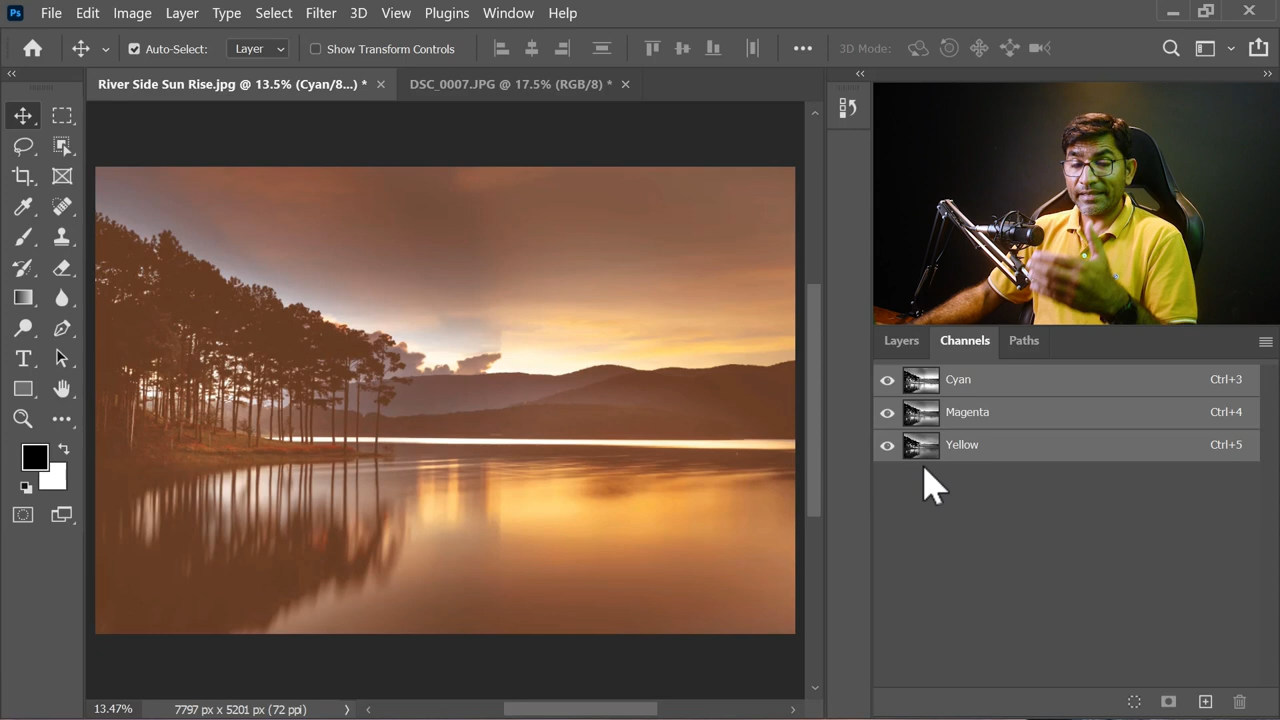 Ps File Edit Image Layer Type Select Filter 3D View Plugins Window Help
Auto-Select: Layer Show Transform Controls 3D Mode:
River Side Sun Rise.jpg @ 13.5% (Cyan/8...) * DSC_0007.JPG @ 17.5% (RGB/8) *
Layers Channels Paths
Cyan Ctrl+3
Magenta Ctrl+4
Yellow Ctrl+5
13.47% 7797 px x 5201 px (72 ppi)